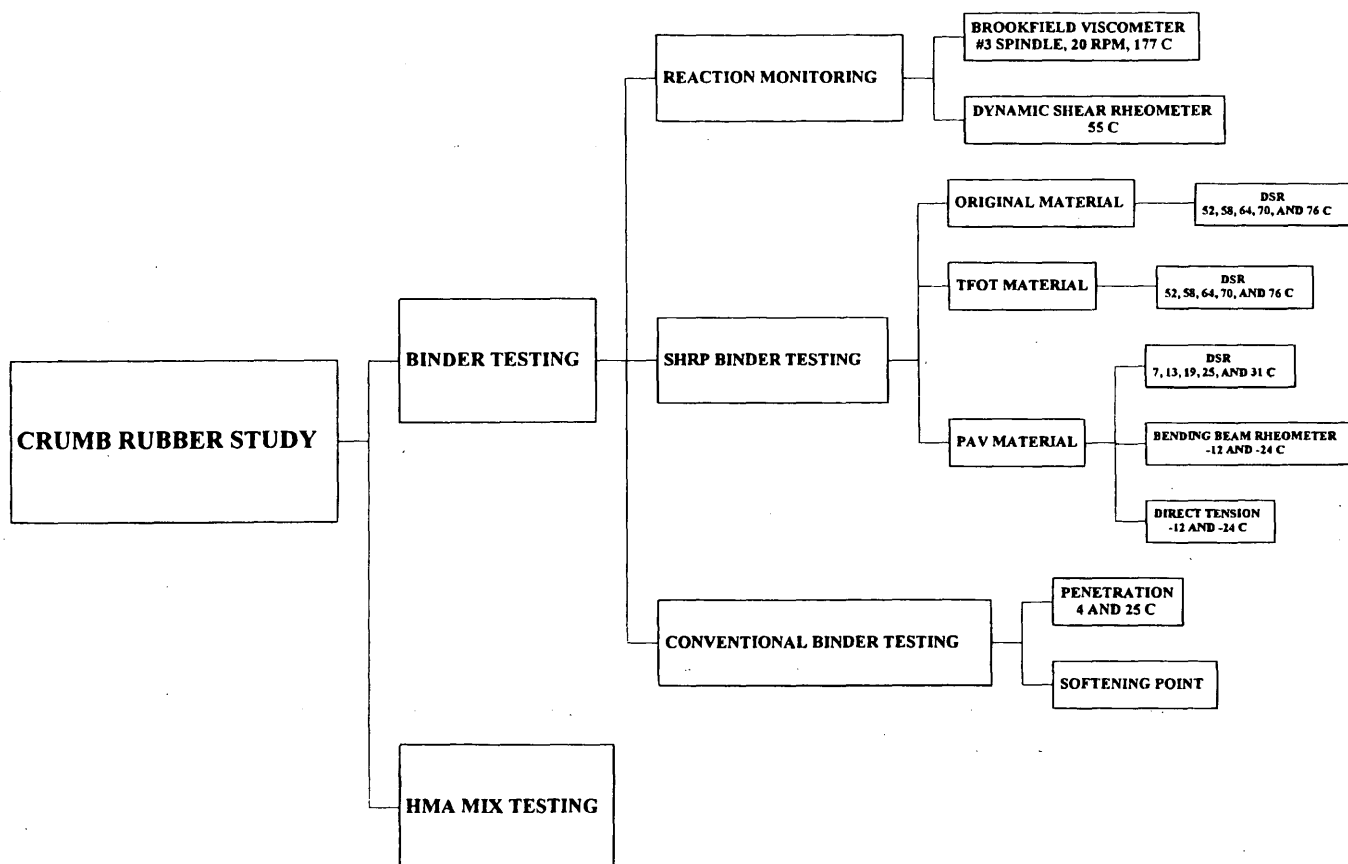 CRUMB RUBBER STUDY
BINDER TESTING
REACTION MONITORING
BROOKFIELD VISCOMETER
#3 SPINDLE, 20 RPM, 177 C
DYNAMIC SHEAR RHEOMETER
55 C
SHRP BINDER TESTING
ORIGINAL MATERIAL
DSR
52, 58, 64, 70, AND 76 C
TFOT MATERIAL
DSR
52, 58, 64, 70, AND 76 C
PAV MATERIAL
DSR
7, 13, 19, 25, AND 31 C
BENDING BEAM RHEOMETER
-12 AND -24 C
DIRECT TENSION
-12 AND -24 C
CONVENTIONAL BINDER TESTING
PENETRATION
4 AND 25 C
SOFTENING POINT
HMA MIX TESTING